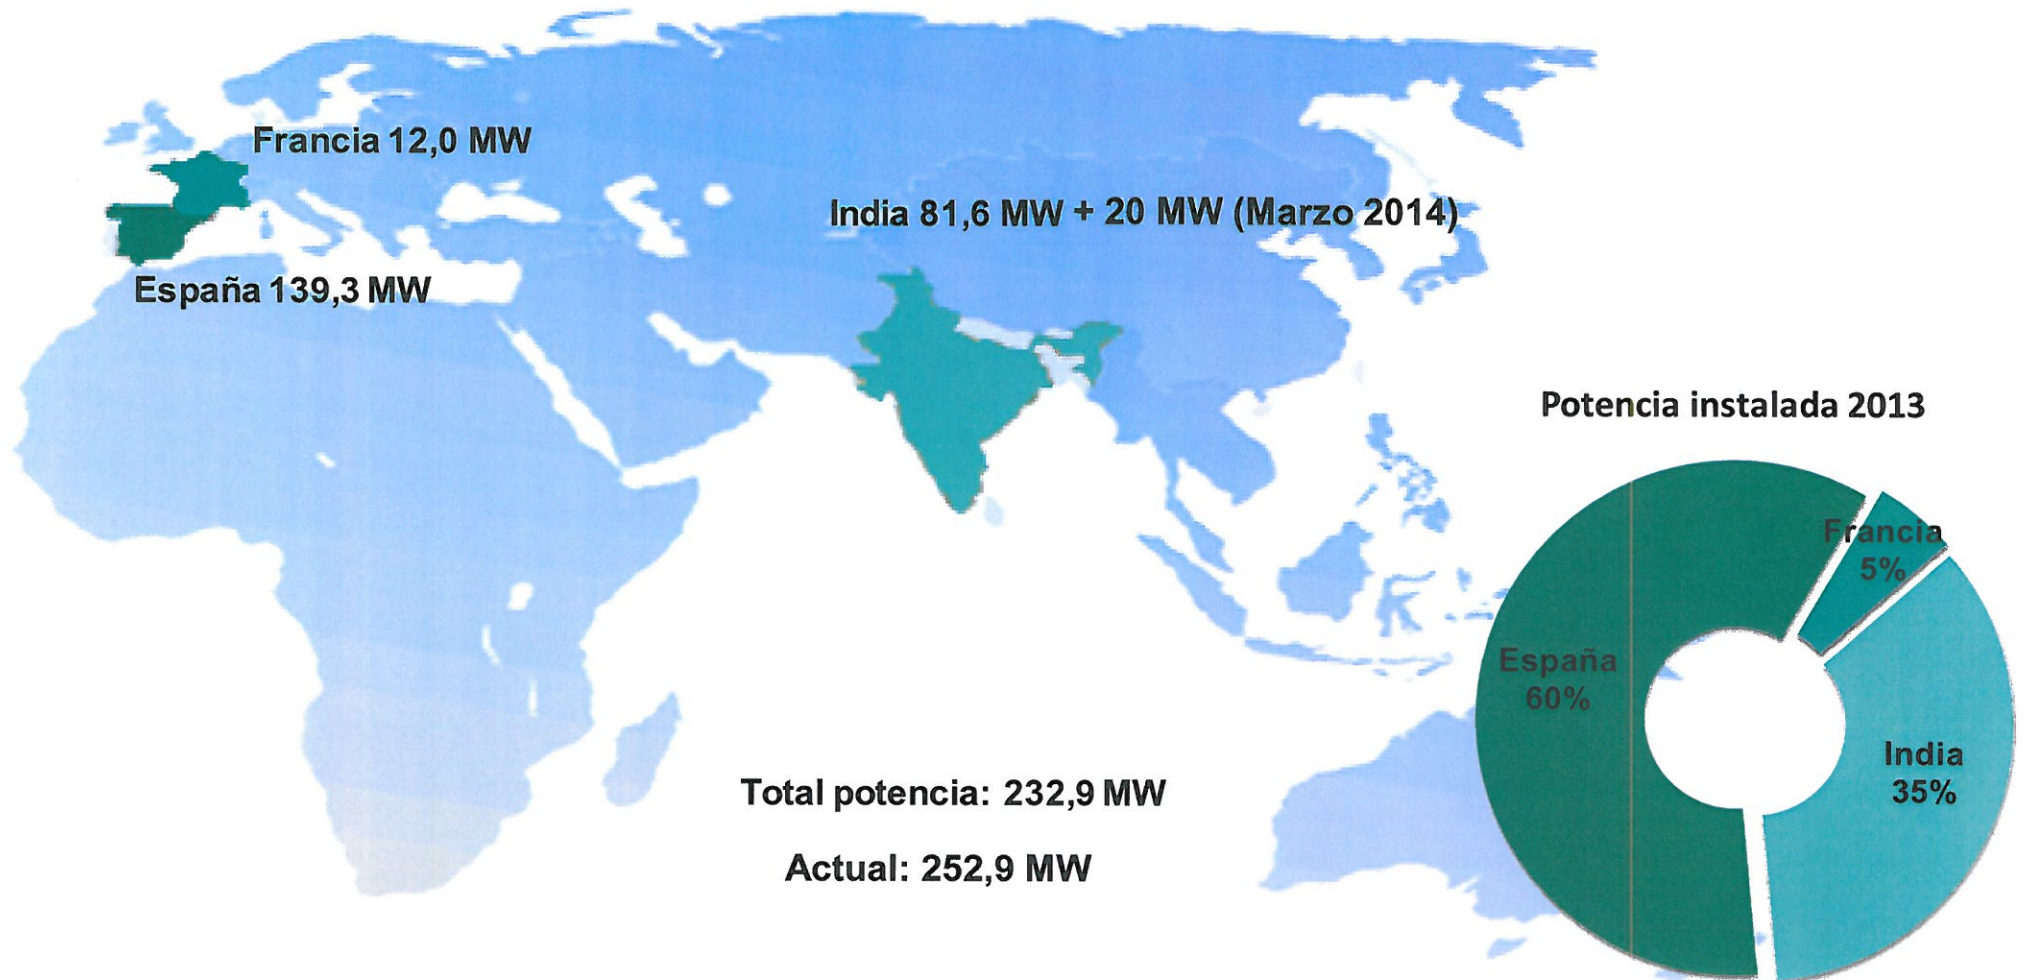 Francia 12,0 MW
India 81,6 MW + 20 MW (Marzo 2014)
España 139,3 MW
Potencia instalada 2013
Francia
5%
España
60%
India
35%
Total potencia: 232,9 MW
Actual: 252,9 MW